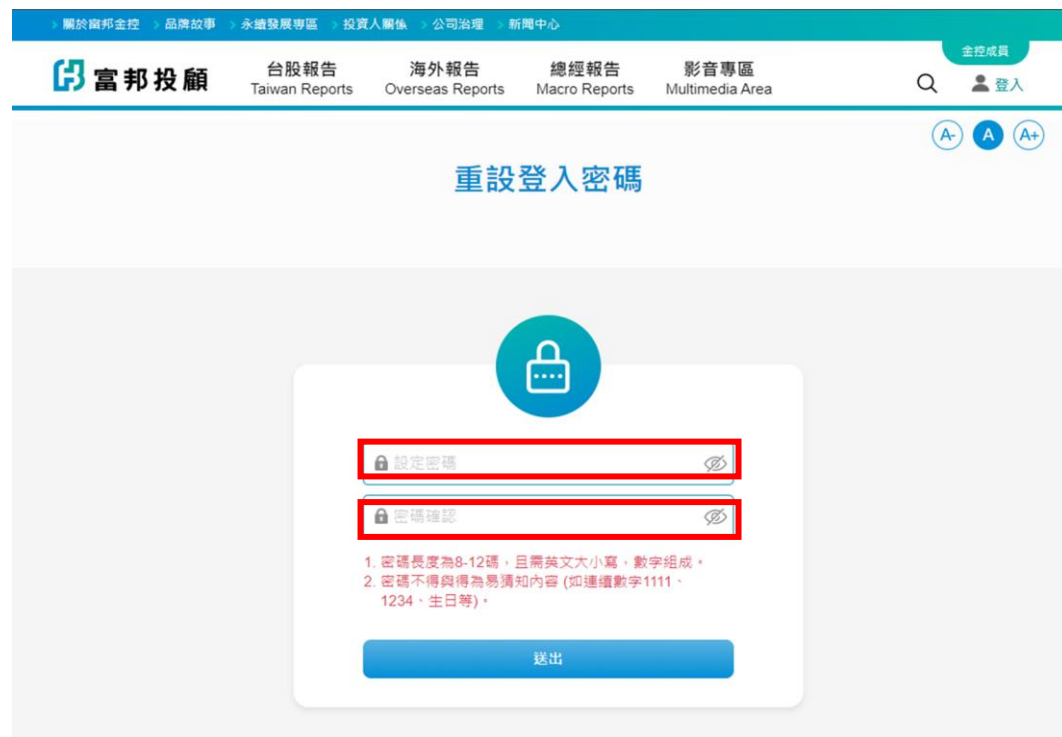 關於富邦金控 品牌故事 永續發展專區 投資人關係 公司治理 新聞中心
金控成員
富邦投顧 台股報告 海外報告 總經報告 影音專區
Taiwan Reports Overseas Reports Macro Reports Multimedia Area
登入
A- A A+
重設登入密碼
設定密碼
密碼確認
1. 密碼長度為8-12碼，且需英文大小寫，數字組成。
2. 密碼不得與得為易猜知內容 (如連續數字1111、
1234、生日等)。
送出